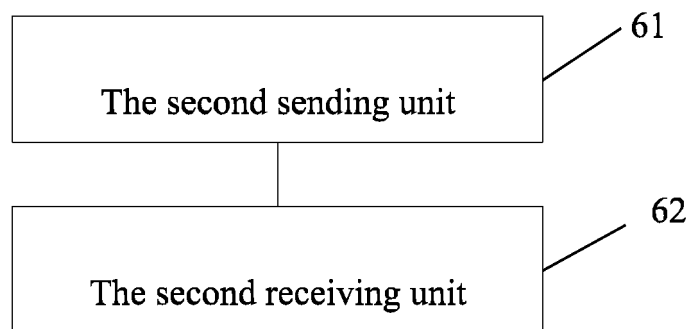 61
The second sending unit
62
The second receiving unit